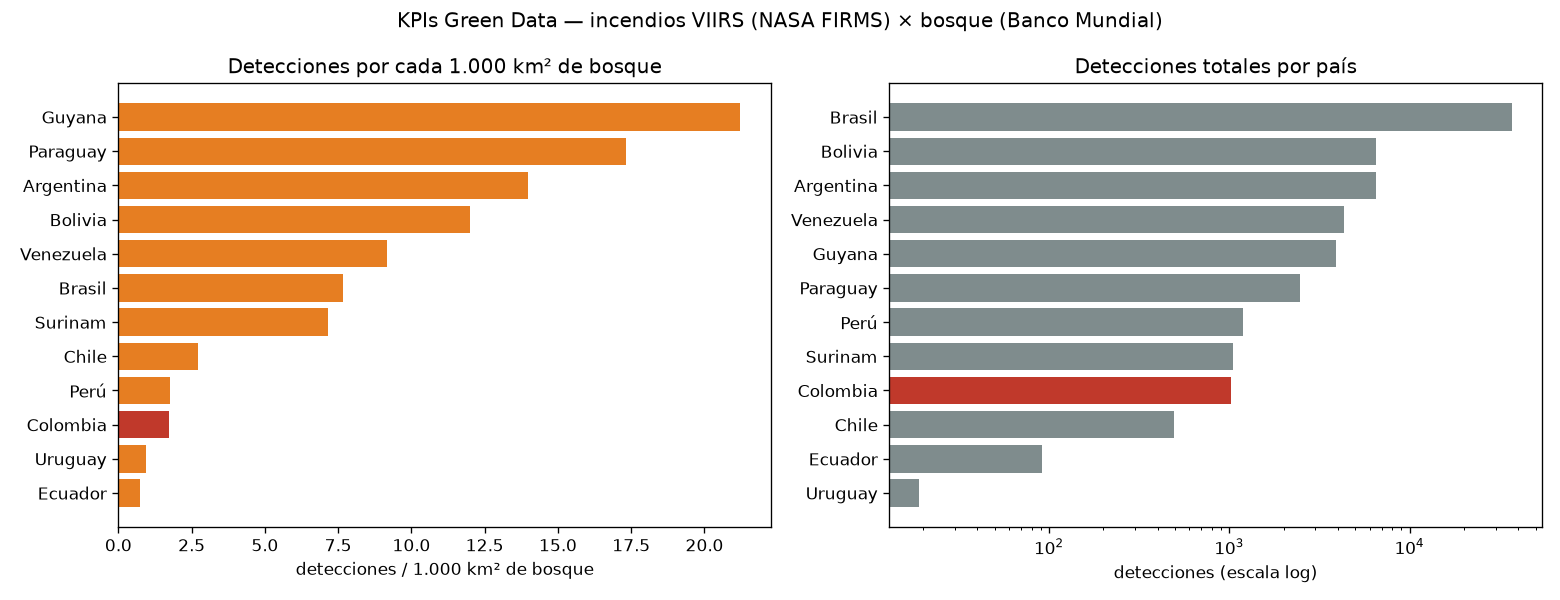 KPIs Green Data — incendios VIIRS (NASA FIRMS) × bosque (Banco Mundial)
Detecciones por cada 1.000 km² de bosque
Guyana
Paraguay
Argentina
Bolivia
Venezuela
Brasil
Surinam
Chile
Perú
Colombia
Uruguay
Ecuador
0.0 2.5 5.0 7.5 10.0 12.5 15.0 17.5 20.0
detecciones / 1.000 km² de bosque
Detecciones totales por país
Brasil
Bolivia
Argentina
Venezuela
Guyana
Paraguay
Perú
Surinam
Colombia
Chile
Ecuador
Uruguay
10² 10³ 10⁴
detecciones (escala log)